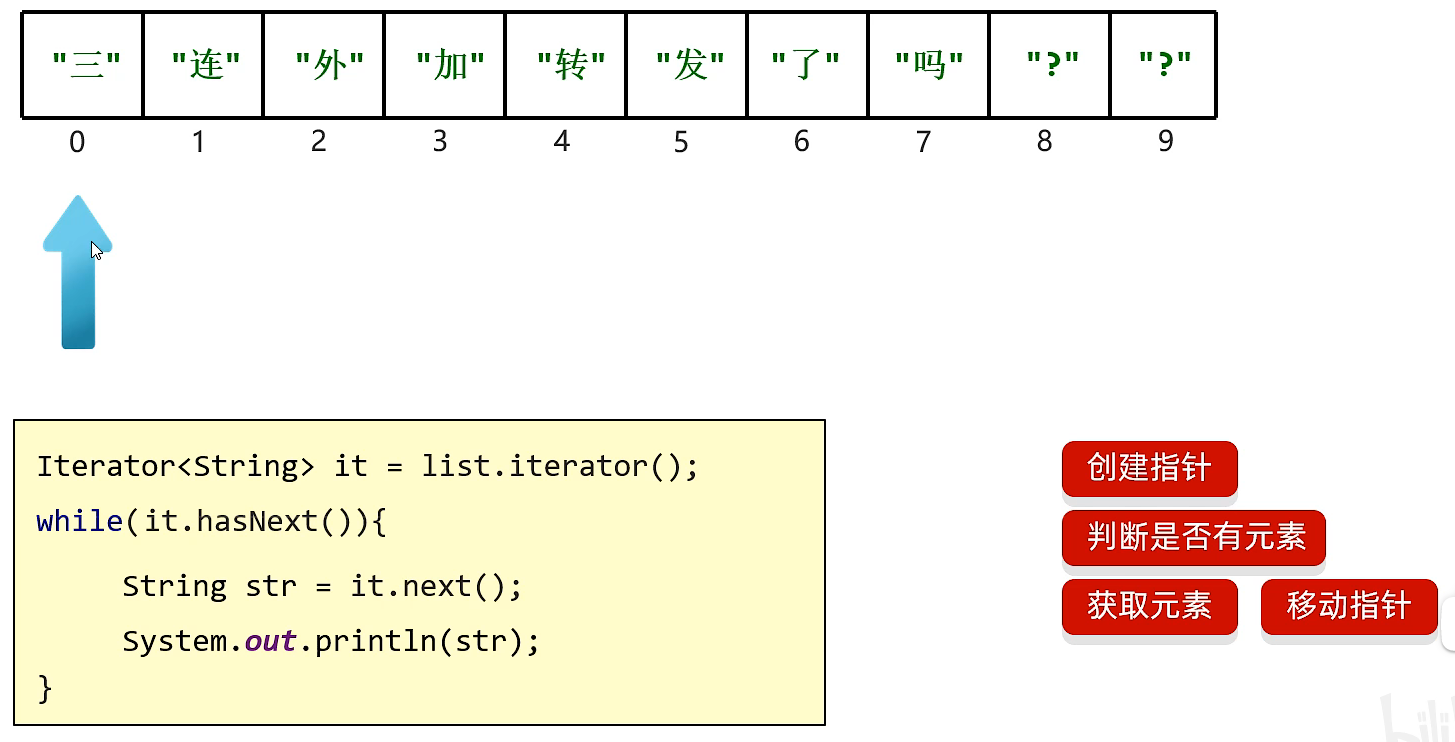 "三" "连" "外" "加" "转" "发" "了" "吗" "?" "?"
0 1 2 3 4 5 6 7 8 9
Iterator<String> it = list.iterator();
while(it.hasNext()){
String str = it.next();
System.out.println(str);
}
创建指针
判断是否有元素
获取元素 移动指针